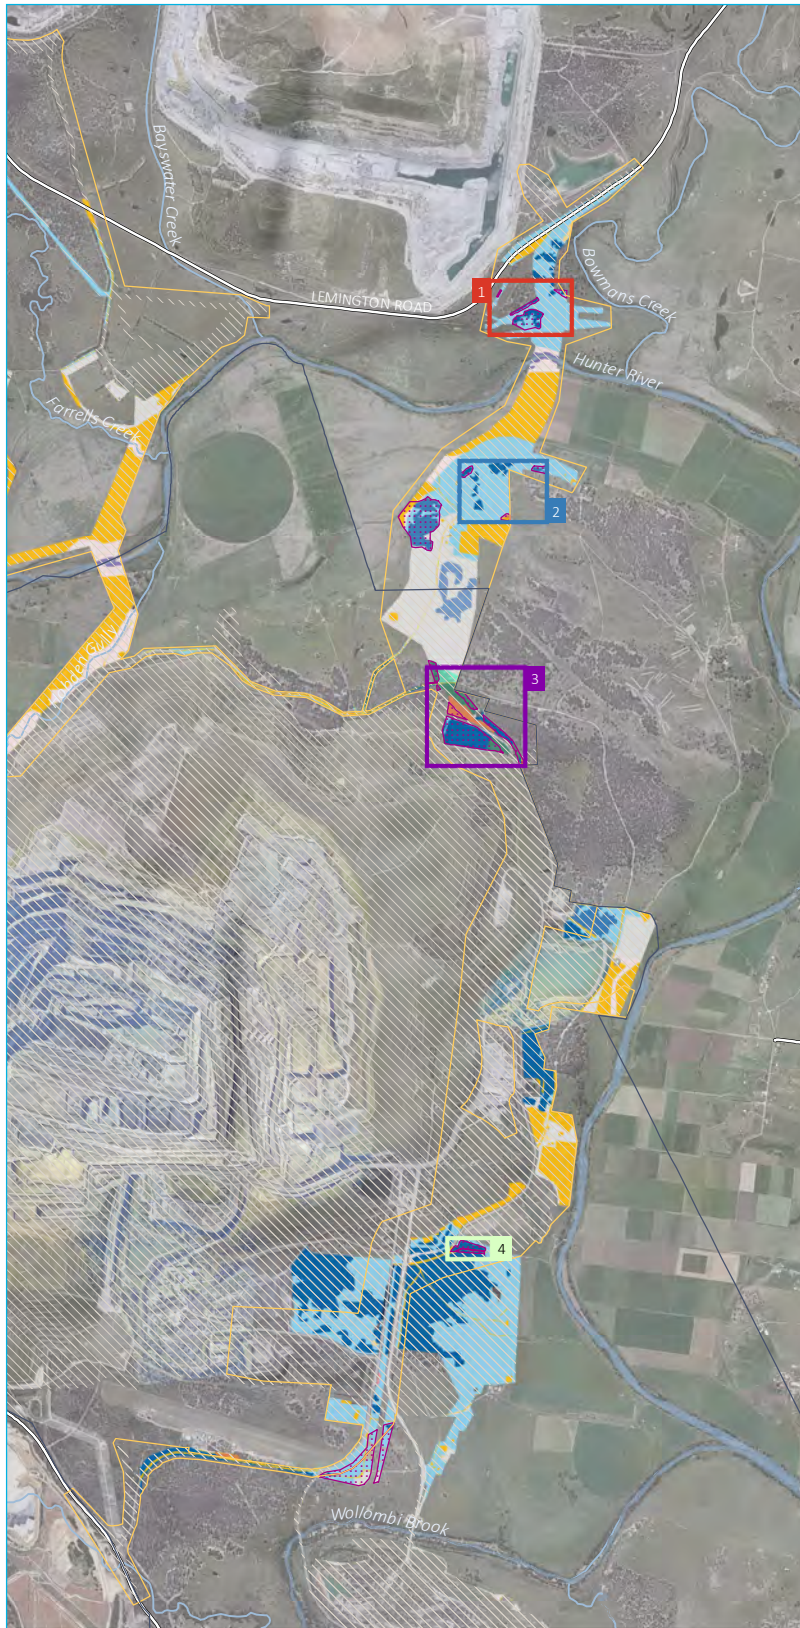 Bayswater Creek
Bowmans Creek
1
LEMINGTON ROAD
Hunter River
Farrells Creek
2
3
4
Wollombi Brook